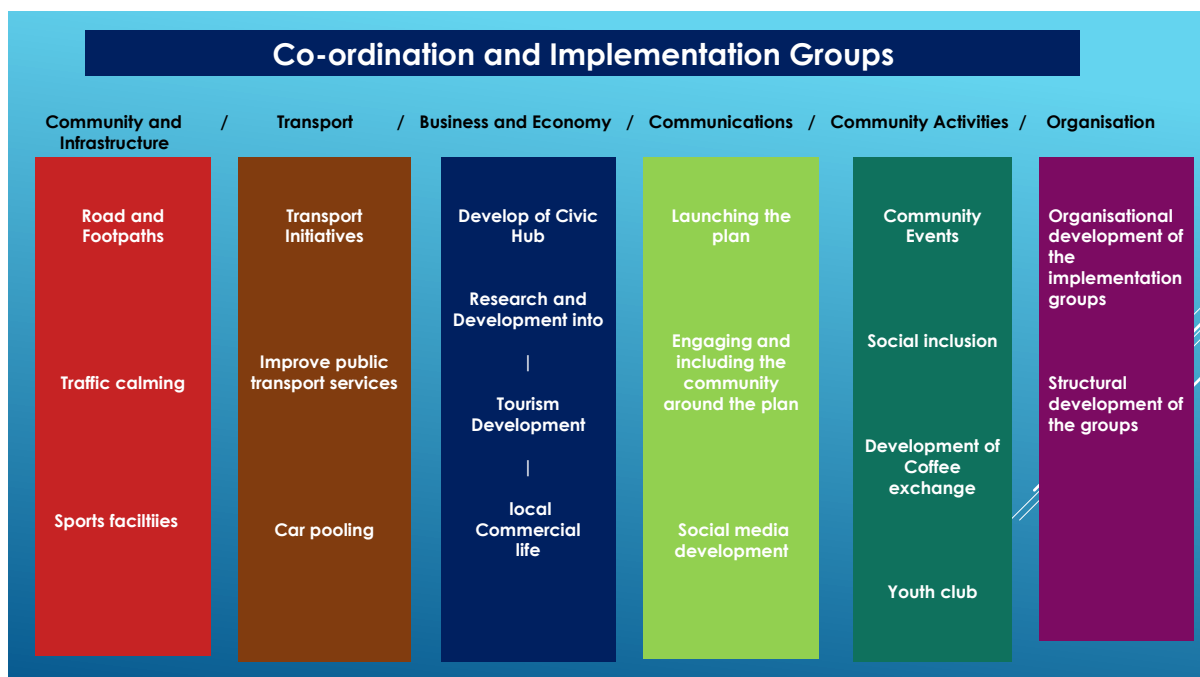 Co-ordination and Implementation Groups
Community and / Transport / Business and Economy / Communications / Community Activities / Organisation
Infrastructure
Road and
Footpaths
Traffic calming
Sports faciltiies
Transport
Initiatives
Improve public
transport services
Car pooling
Develop of Civic
Hub
Research and
Development into
|
Tourism
Development
|
local
Commercial
life
Launching the
plan
Engaging and
including the
community
around the plan
Social media
development
Community
Events
Social inclusion
Development of
Coffee
exchange
Youth club
Organisational
development of
the
implementation
groups
Structural
development of
the groups